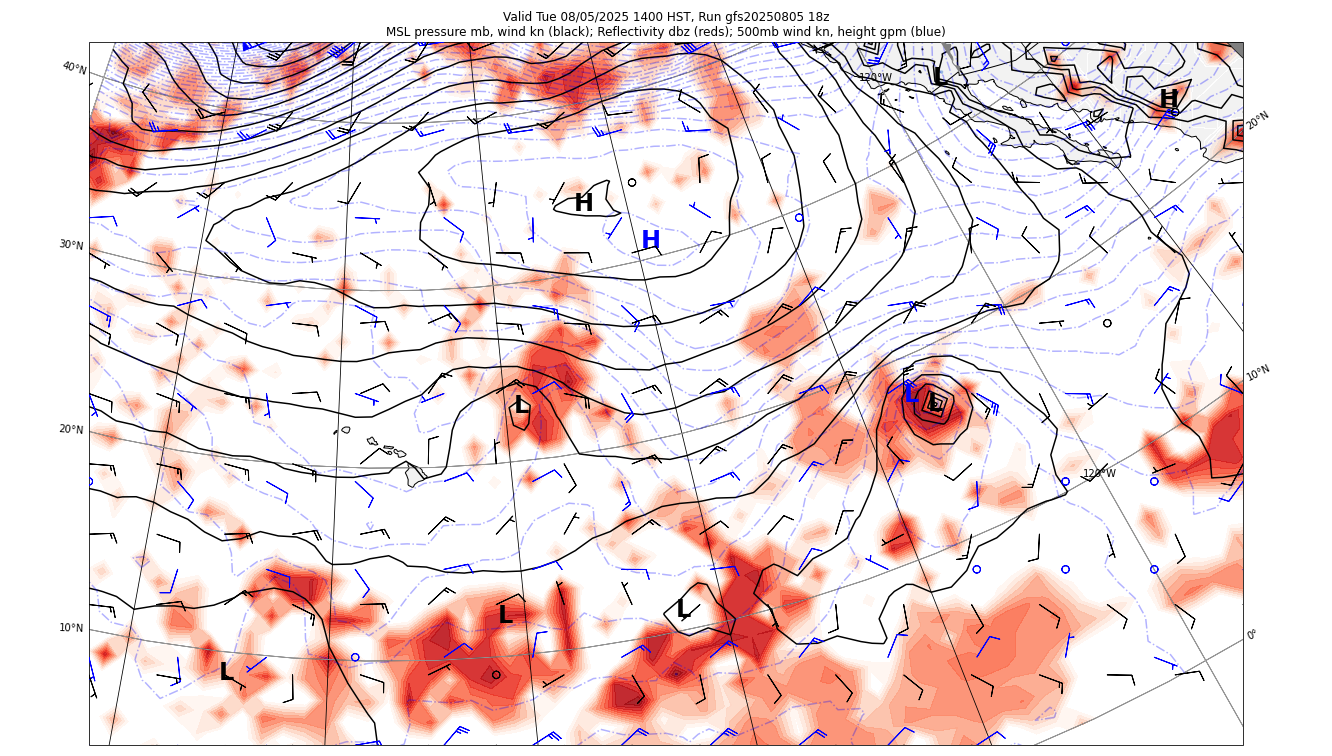 Valid Tue 08/05/2025 1400 HST, Run gfs20250805 18z
MSL pressure mb, wind kn (black); Reflectivity dbz (reds); 500mb wind kn, height gpm (blue)
40°N
120°W
L
H
20°N
H
H
30°N
10°N
L
L
L
20°N
120°W
L
L
10°N
0°
L